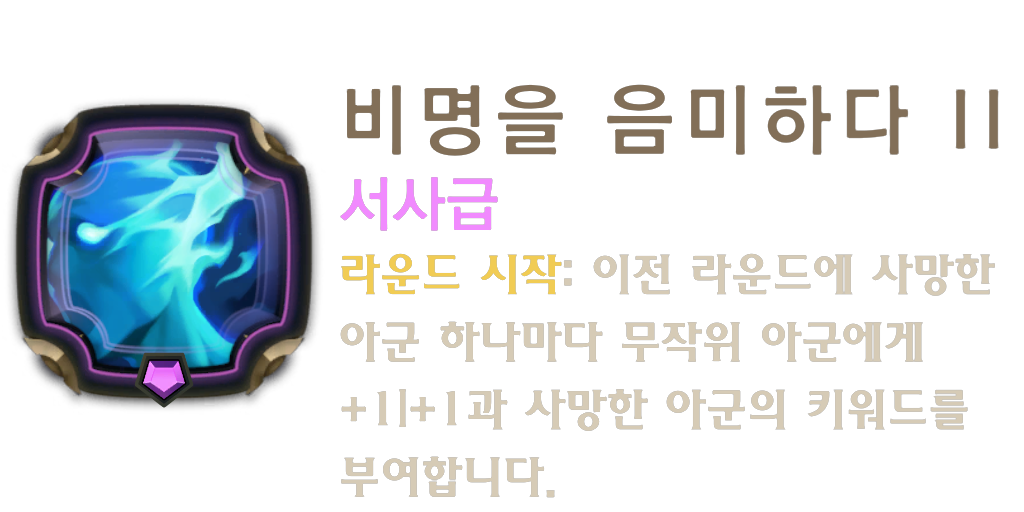 비명을 음미하다 II
서사급
라운드 시작: 이전 라운드에 사망한
아군 하나마다 무작위 아군에게
+1|+1과 사망한 아군의 키워드를
부여합니다.